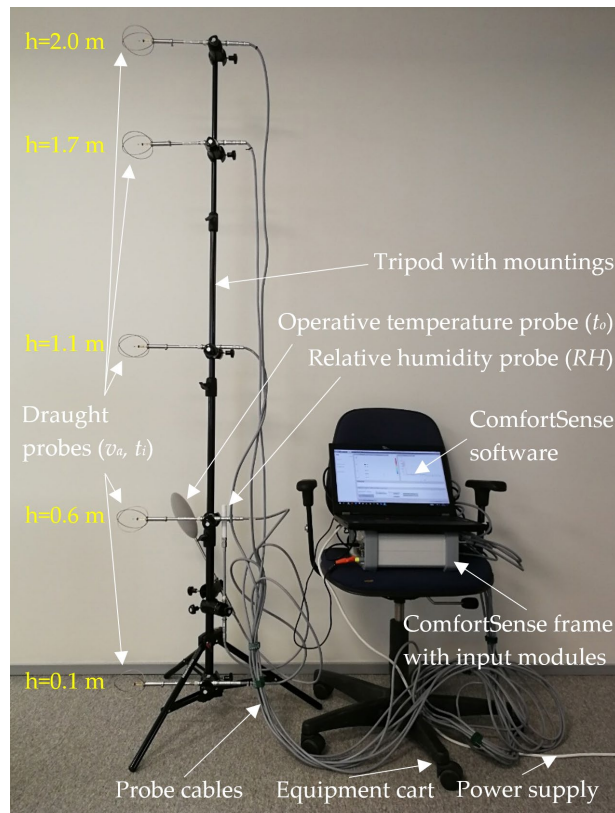 h=2.0 m
h=1.7 m
Tripod with mountings
Operative temperature probe (to)
h=1.1 m
Relative humidity probe (RH)
Draught
probes (va, ti)
ComfortSense
software
h=0.6 m
ComfortSense frame
with input modules
h=0.1 m
Probe cables
Equipment cart
Power supply